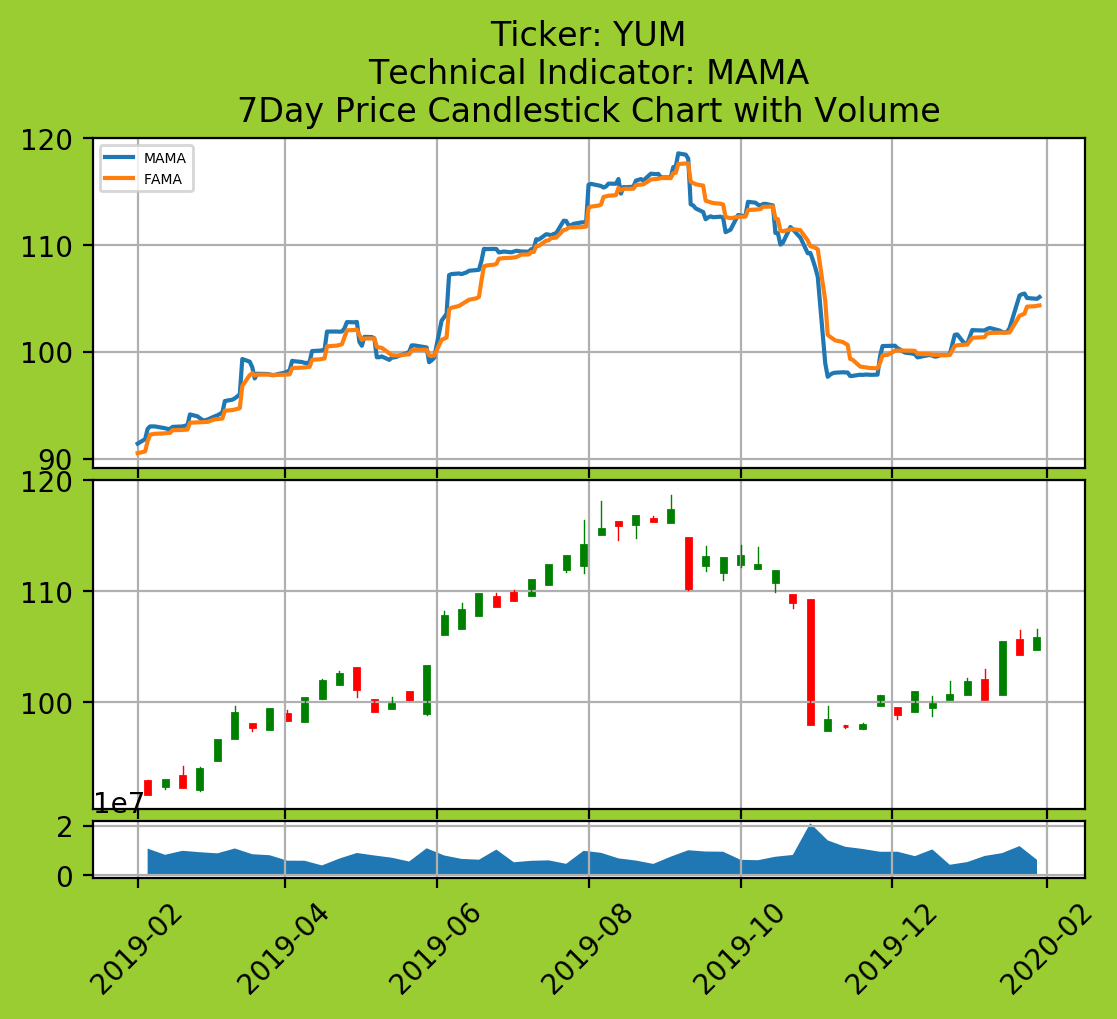 Ticker: YUM
Technical Indicator: MAMA
7Day Price Candlestick Chart with Volume
120
110
100
90
MAMA
FAMA
120
110
100
1e7
2
0
2019-02
2019-04
2019-06
2019-08
2019-10
2019-12
2020-02